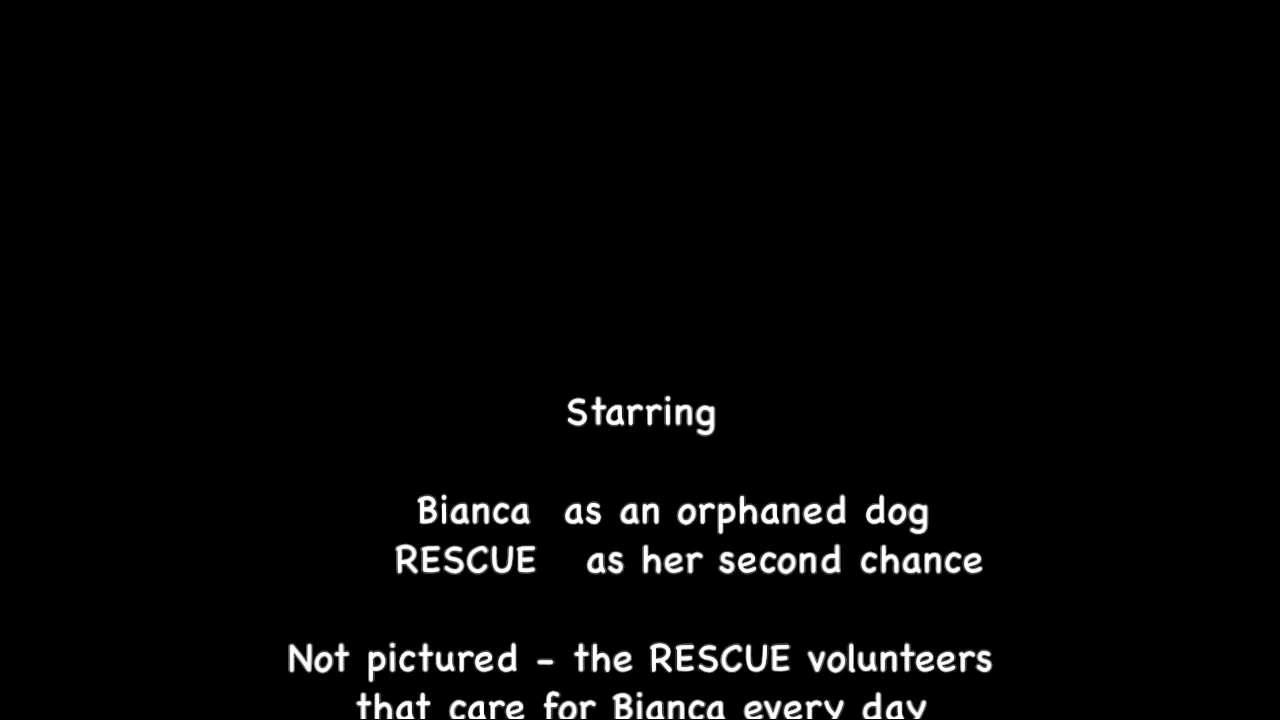 Starring
Bianca as an orphaned dog
RESCUE as her second chance
Not pictured - the RESCUE volunteers
that care for Bianca every day